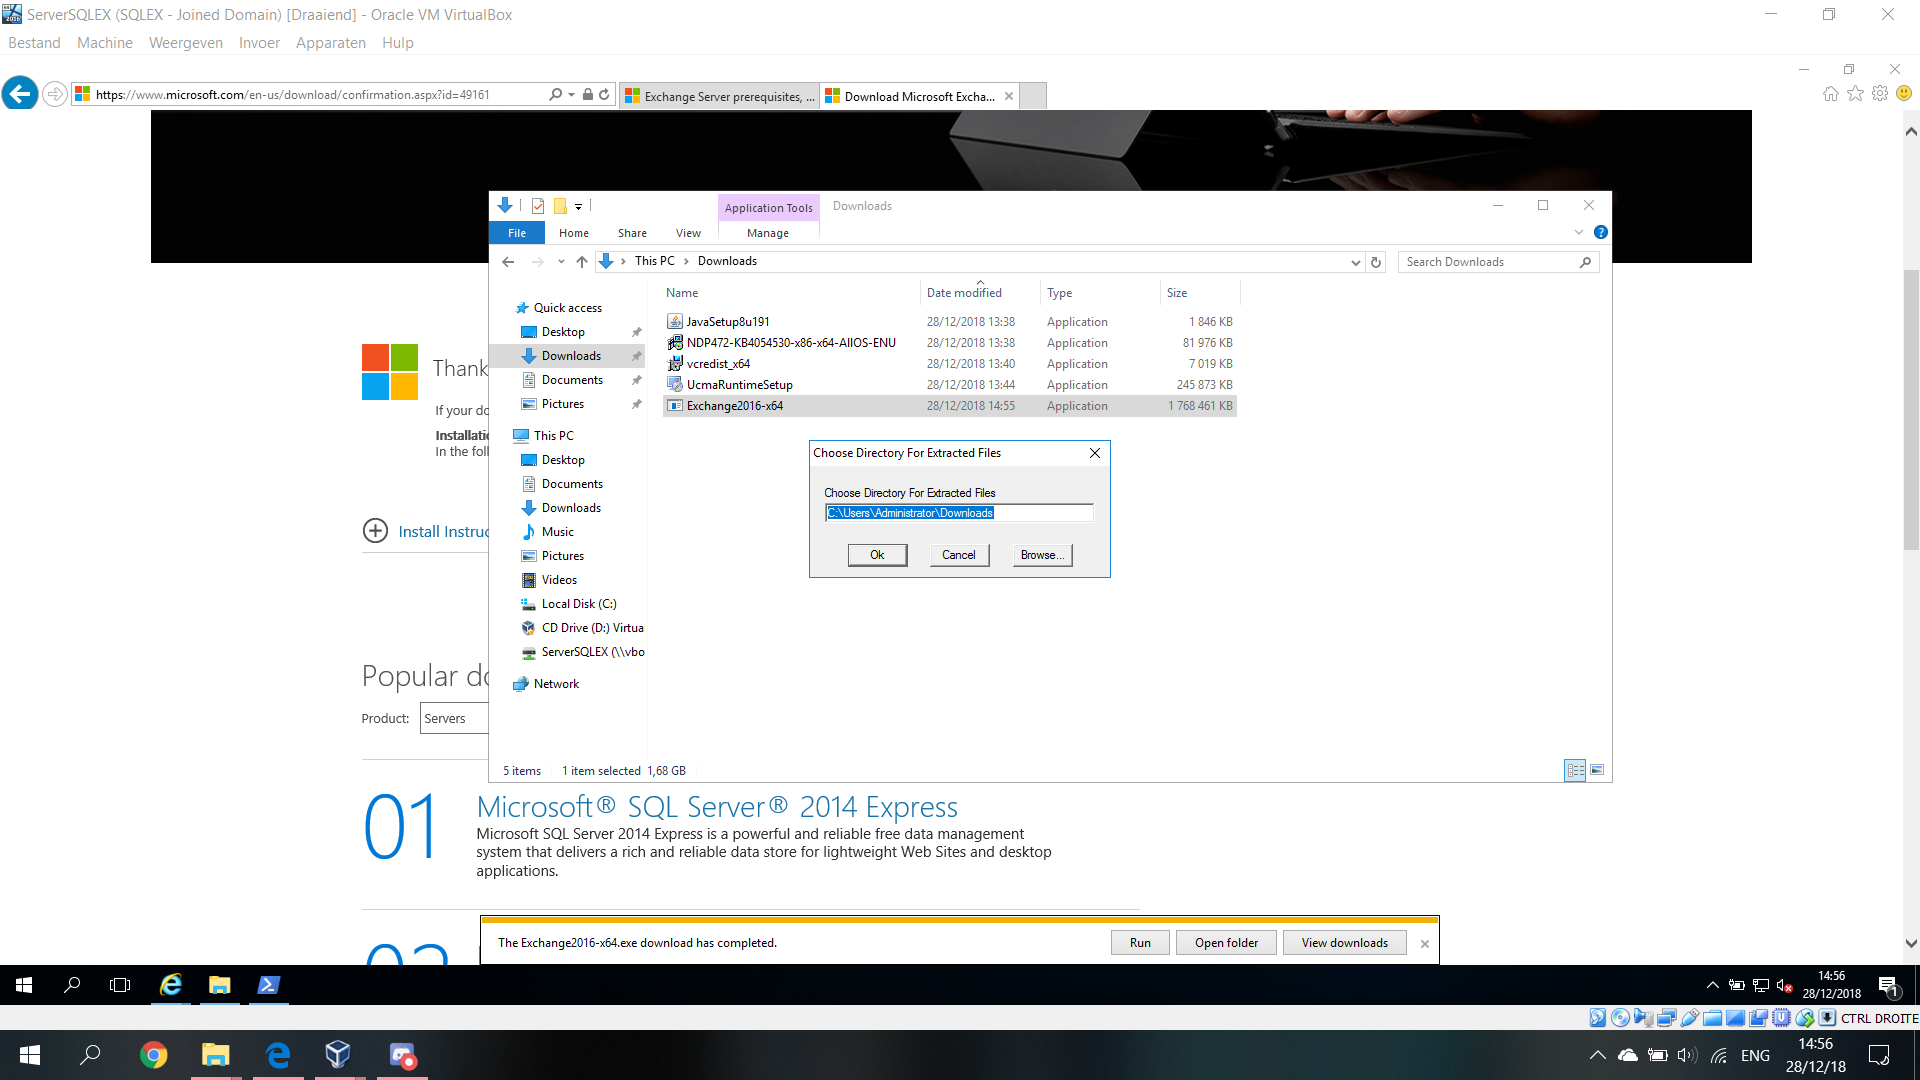 ServerSQLEX (SQLEX - Joined Domain) [Draaiend] - Oracle VM VirtualBox
Bestand Machine Weergeven Invoer Apparaten Hulp
https://www.microsoft.com/en-us/download/confirmation.aspx?id=49161
Exchange Server prerequisites, ...
Download Microsoft Excha...
Application Tools
Downloads
File Home Share View Manage
This PC > Downloads
Search Downloads
Name Date modified Type Size
JavaSetup8u191 28/12/2018 13:38 Application 1 846 KB
NDP472-KB4054530-x86-x64-AllOS-ENU 28/12/2018 13:38 Application 81 976 KB
vcredist_x64 28/12/2018 13:40 Application 7 019 KB
UcmaRuntimeSetup 28/12/2018 13:44 Application 245 873 KB
Exchange2016-x64 28/12/2018 14:55 Application 1 768 461 KB
Quick access
Desktop
Downloads
Documents
Pictures
This PC
Desktop
Documents
Downloads
Music
Pictures
Videos
Local Disk (C:)
CD Drive (D:) Virtua
ServerSQLEX (\\vbo
Network
5 items 1 item selected 1,68 GB
Choose Directory For Extracted Files
Choose Directory For Extracted Files
C:\Users\Administrator\Downloads
Ok Cancel Browse...
Thank
If your do
Installatio
In the foll
Install Instruc
Popular do
Product: Servers
01
Microsoft® SQL Server® 2014 Express
Microsoft SQL Server 2014 Express is a powerful and reliable free data management
system that delivers a rich and reliable data store for lightweight Web Sites and desktop
applications.
02
The Exchange2016-x64.exe download has completed.
Run Open folder View downloads
14:56
28/12/2018
1
CTRL DROITE
ENG
14:56
28/12/18